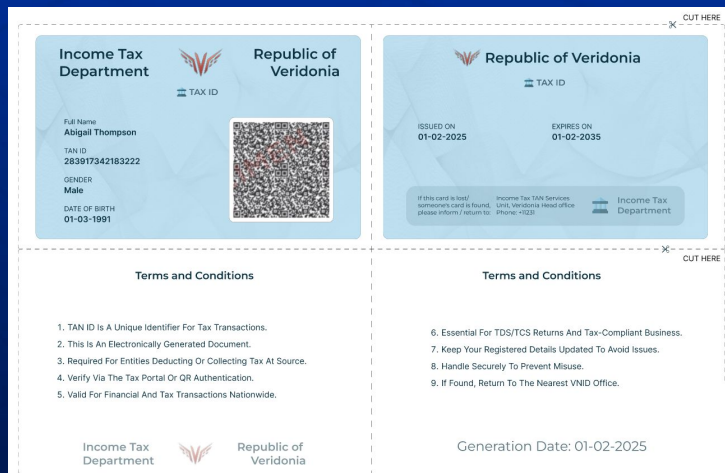 CUT HERE
Income Tax
Department
Republic of
Veridonia
TAX ID
Full Name
Abigail Thompson
TAN ID
283917342183222
GENDER
Male
DATE OF BIRTH
01-03-1991
Republic of Veridonia
TAX ID
ISSUED ON
01-02-2025
EXPIRES ON
01-02-2035
If this card is lost/
someone's card is found,
please inform / return to:
Income Tax TAN Services
Unit, Veridonia Head office
Phone: +11231
Income Tax
Department
CUT HERE
Terms and Conditions
1. TAN ID Is A Unique Identifier For Tax Transactions.
2. This Is An Electronically Generated Document.
3. Required For Entities Deducting Or Collecting Tax At Source.
4. Verify Via The Tax Portal Or QR Authentication.
5. Valid For Financial And Tax Transactions Nationwide.
Income Tax
Department
Republic of
Veridonia
Terms and Conditions
6. Essential For TDS/TCS Returns And Tax-Compliant Business.
7. Keep Your Registered Details Updated To Avoid Issues.
8. Handle Securely To Prevent Misuse.
9. If Found, Return To The Nearest VNID Office.
Generation Date: 01-02-2025